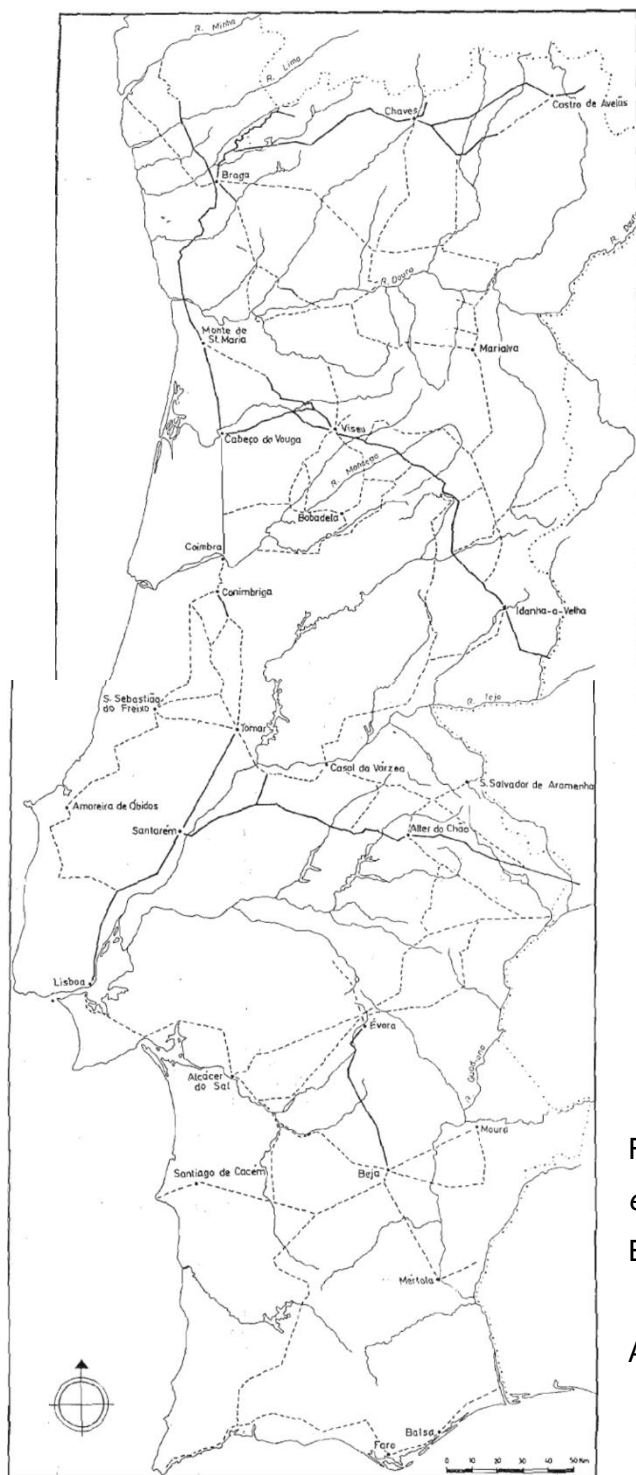 R. Minho
R. Lima
Chaves
Castro de Avelãs
Braga
R. Douro
R. Douro
Monte de
St. Maria
Marialva
Cabeço do Vouga
Viseu
R. Mondego
Bobadela
Coimbra
Conimbriga
Idanha-a-Velha
S. Sebastião
do Freixo
R. Tejo
Tomar
Casal da Várzea
S. Salvador de Aramenha
Amoreira de Óbidos
Santarém
Alter do Chão
Lisboa
Évora
Alcácer
do Sal
R. Guadiana
Moura
F
Santiago de Cacém
Beja
e
E
Mértola
A
Balsa
Faro
0 10 20 30 40 50 Km